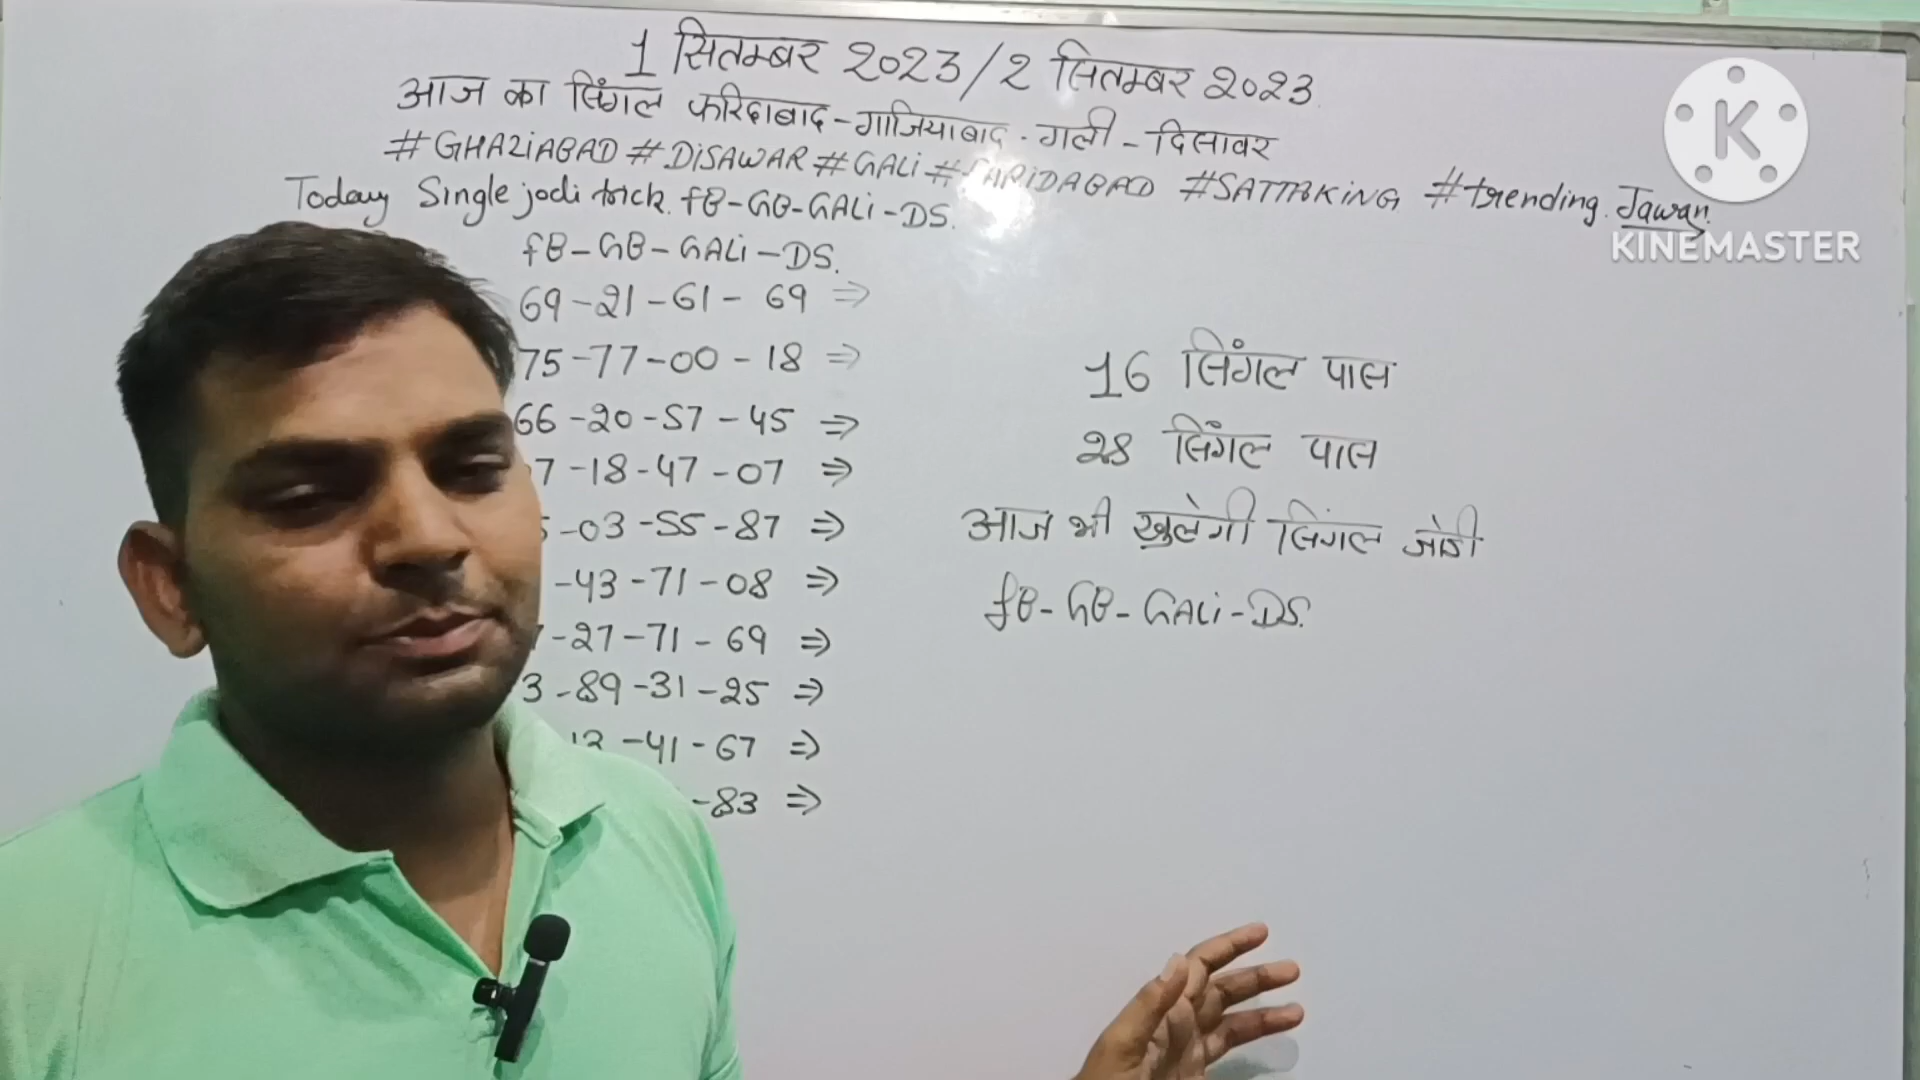 1 सितम्बर 2023/2 सितम्बर 2023
आज का सिंगल फरिदाबाद-गाजियाबाद-गली-दिसावर
#GHAZiABAD #DiSAWAR #GALi #FARiDABAD #SATTAKiNG #trending Jawan
Today Single jodi trick. FB-GB-GALi-DS.
FB-GB-GALi-DS.
69-21-61-69 ⇒
75-77-00-18 ⇒
66-20-57-45 ⇒
7-18-47-07 ⇒
-03-55-87 ⇒
-43-71-08 ⇒
-27-71-69 ⇒
3-89-31-25 ⇒
-41-67 ⇒
-83 ⇒
16 सिंगल पास
28 सिंगल पास
आज भी खुलेगी सिंगल जोडी
FB-GB-GALi-DS.
K
KINEMASTER